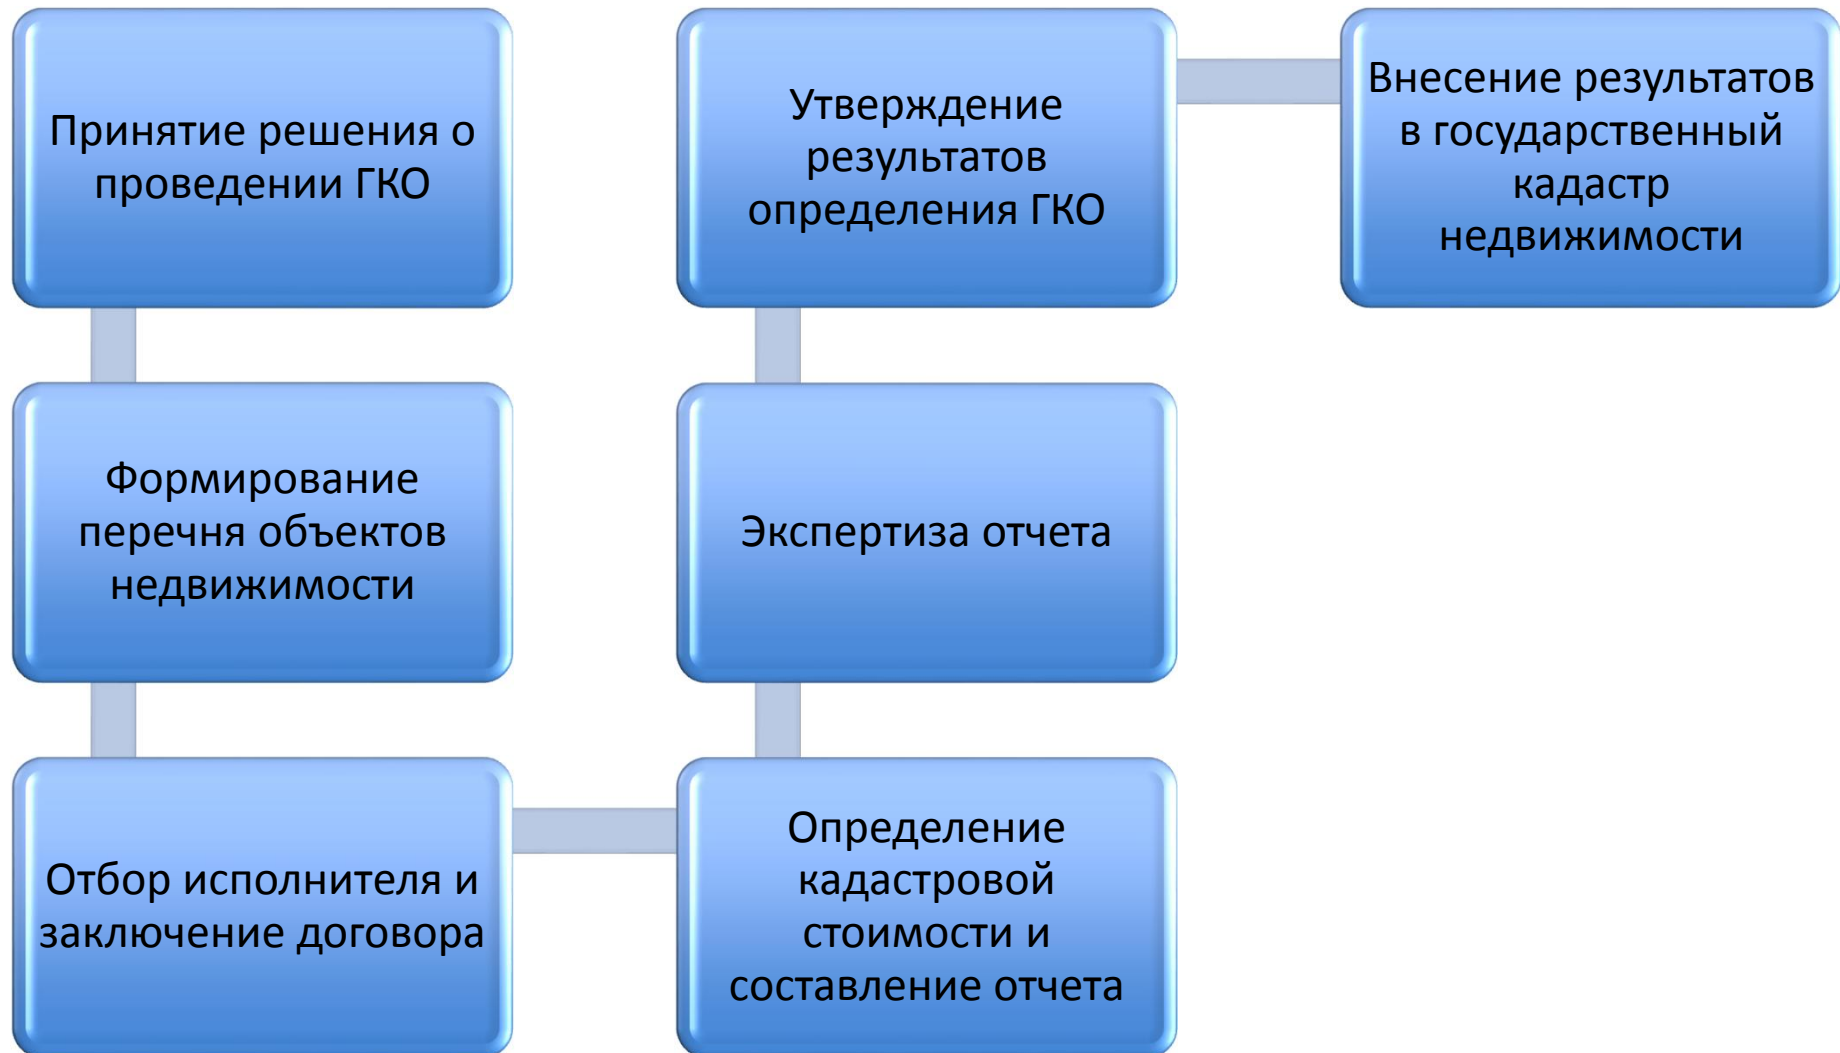 Принятие решения о
проведении ГКО
Формирование
перечня объектов
недвижимости
Отбор исполнителя и
заключение договора
Определение
кадастровой
стоимости и
составление отчета
Экспертиза отчета
Утверждение
результатов
определения ГКО
Внесение результатов
в государственный
кадастр
недвижимости